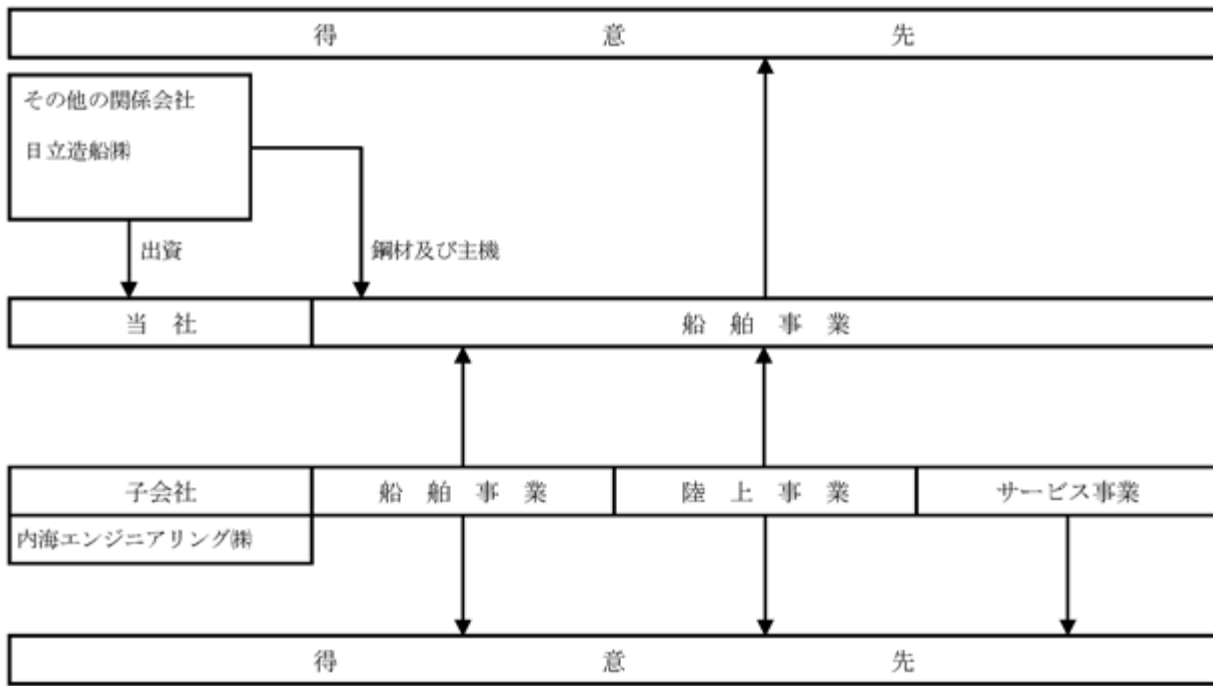 得意先
その他の関係会社
日立造船㈱
出資
鋼材及び主機
当社
船舶事業
子会社
船舶事業
陸上事業
サービス事業
内海エンジニアリング㈱
得意先